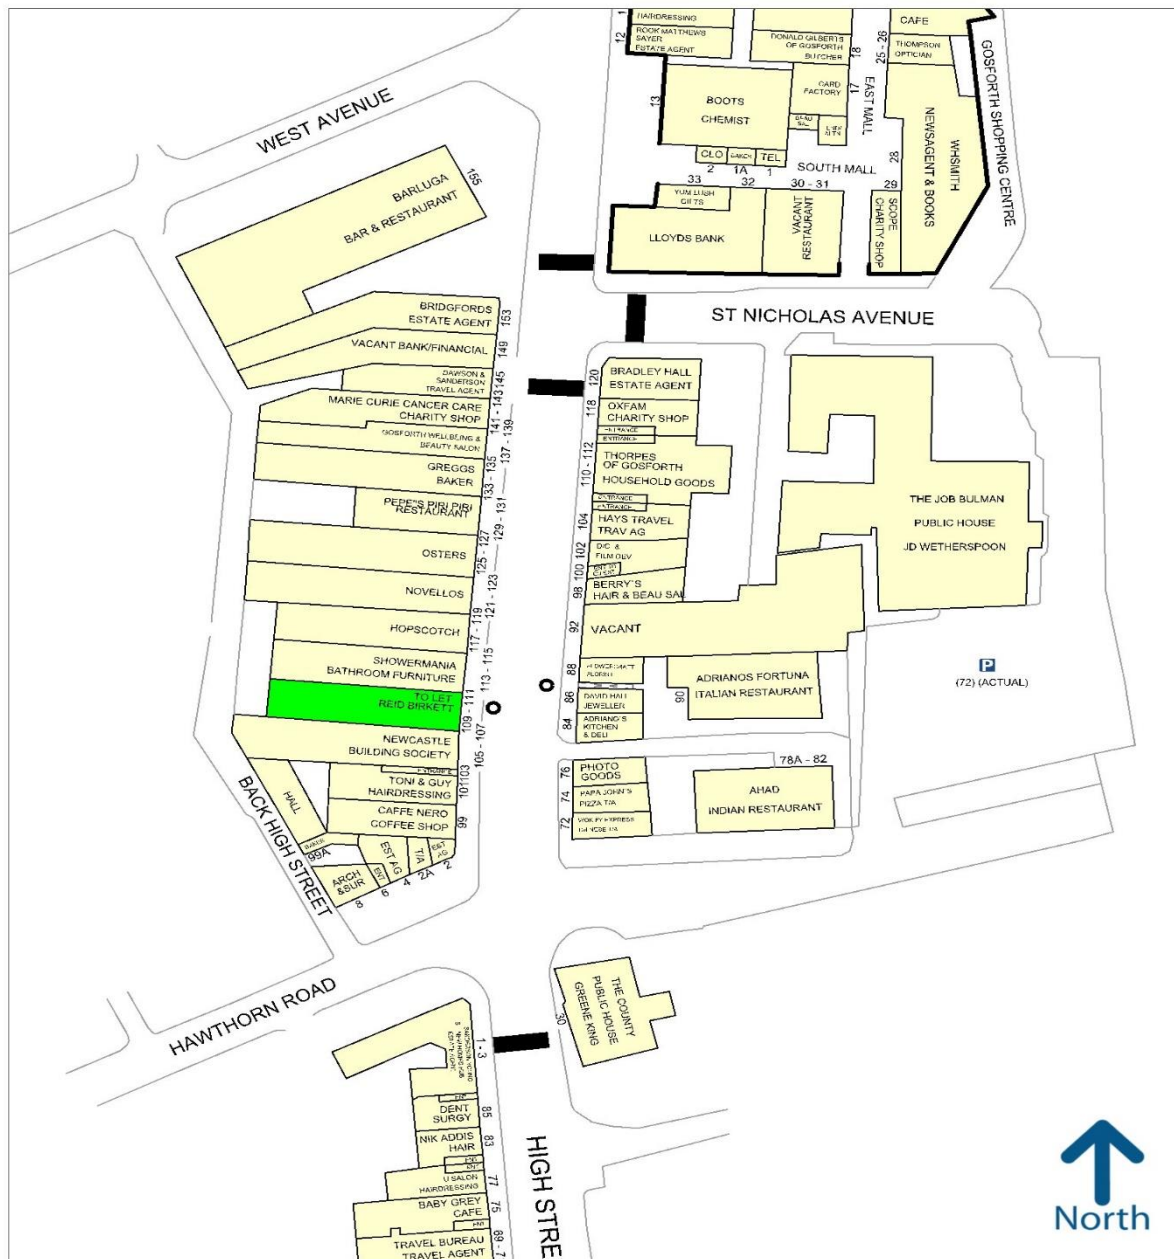 HAIRDRESSING
ROOK MATTHEWS
SAYER
ESTATE AGENT
12
DONALD GILBERTS
OF GOSFORTH
BUTCHER
18
CAFE
25 - 26
THOMPSON
OPTICIAN
GOSFORTH SHOPPING CENTRE
13
BOOTS
CHEMIST
CARD
FACTORY
17
EAST MALL
28
WHSMITH
NEWSAGENT & BOOKS
CLO
TEL
2
1A
1
SOUTH MALL
33
32
30 - 31
29
YUM LUSH
GIFTS
LLOYDS BANK
VACANT
RESTAURANT
SCOPE
CHARITY SHOP
WEST AVENUE
BARLUGA
BAR & RESTAURANT
155
ST NICHOLAS AVENUE
BRIDGFORDS
ESTATE AGENT
153
VACANT BANK/FINANCIAL
149
DAWSON &
SANDERSON
TRAVEL AGENT
145
MARIE CURIE CANCER CARE
CHARITY SHOP
141 - 143
GOSFORTH WELLBEING &
BEAUTY SALON
137 - 139
GREGGS
BAKER
133 - 135
PEPE'S PIRI PIRI
RESTAURANT
129 - 131
OSTERS
125 - 127
NOVELLOS
121 - 123
HOPSCOTCH
117 - 119
SHOWERMANIA
BATHROOM FURNITURE
113 - 115
TO LET
REID BIRKETT
109 - 111
NEWCASTLE
BUILDING SOCIETY
105 - 107
ENTRANCE
103
TONI & GUY
HAIRDRESSING
101
CAFFE NERO
COFFEE SHOP
99
HALL
99A
EST AG
T/A
EST
AG
ARCH
&SUR
ENT
8
6
4
2A
2
BACK HIGH STREET
120
BRADLEY HALL
ESTATE AGENT
118
OXFAM
CHARITY SHOP
ENTRANCE
ENTRANCE
110 - 112
THORPES
OF GOSFORTH
HOUSEHOLD GOODS
ENTRANCE
ENTRANCE
104
HAYS TRAVEL
TRAV AG
102
FILM DEV
100
98
BERRY'S
HAIR & BEAU SAL
92
VACANT
88
86
DAVID HALL
JEWELLER
84
ADRIANO'S
KITCHEN
& DELI
90
ADRIANOS FORTUNA
ITALIAN RESTAURANT
THE JOB BULMAN
PUBLIC HOUSE
JD WETHERSPOON
P
(72) (ACTUAL)
76
PHOTO
GOODS
74
PAPA JOHN'S
PIZZA T/A
72
78A - 82
AHAD
INDIAN RESTAURANT
HAWTHORN ROAD
30
THE COUNTY
PUBLIC HOUSE
GREENE KING
1 - 3
ENT
DENT
SURGY
85
NIK ADDIS
HAIR
83
ENT
ENT
U SALON
HAIRDRESSING
77
BABY GREY
CAFE
75
ENT
TRAVEL BUREAU
TRAVEL AGENT
HIGH STRE
North